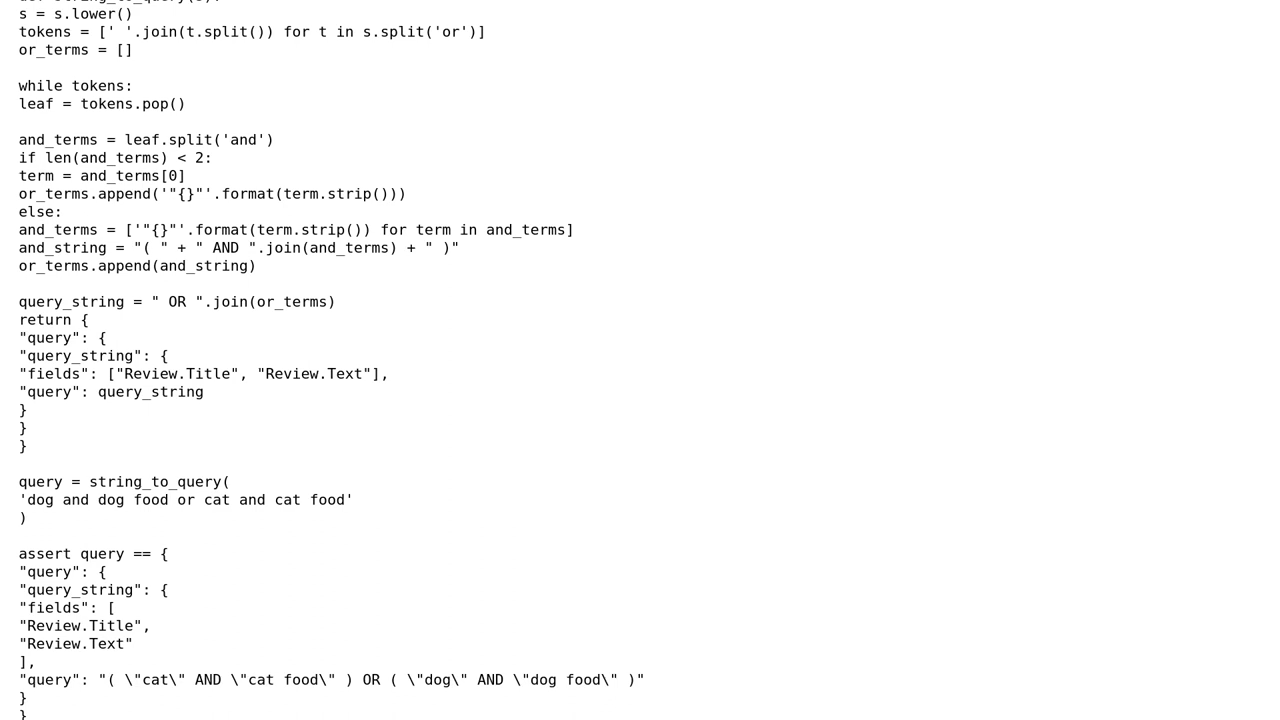 s = s.lower()
tokens = [' '.join(t.split()) for t in s.split('or')]
or_terms = []
while tokens:
leaf = tokens.pop()
and_terms = leaf.split('and')
if len(and_terms) < 2:
term = and_terms[0]
or_terms.append('"{}"'.format(term.strip()))
else:
and_terms = ['"{}"'.format(term.strip()) for term in and_terms]
and_string = "( " + " AND ".join(and_terms) + " )"
or_terms.append(and_string)
query_string = " OR ".join(or_terms)
return {
"query": {
"query_string": {
"fields": ["Review.Title", "Review.Text"],
"query": query_string
}
}
}
query = string_to_query(
'dog and dog food or cat and cat food'
)
assert query == {
"query": {
"query_string": {
"fields": [
"Review.Title",
"Review.Text"
],
"query": "( \"cat\" AND \"cat food\" ) OR ( \"dog\" AND \"dog food\" )"
}
}